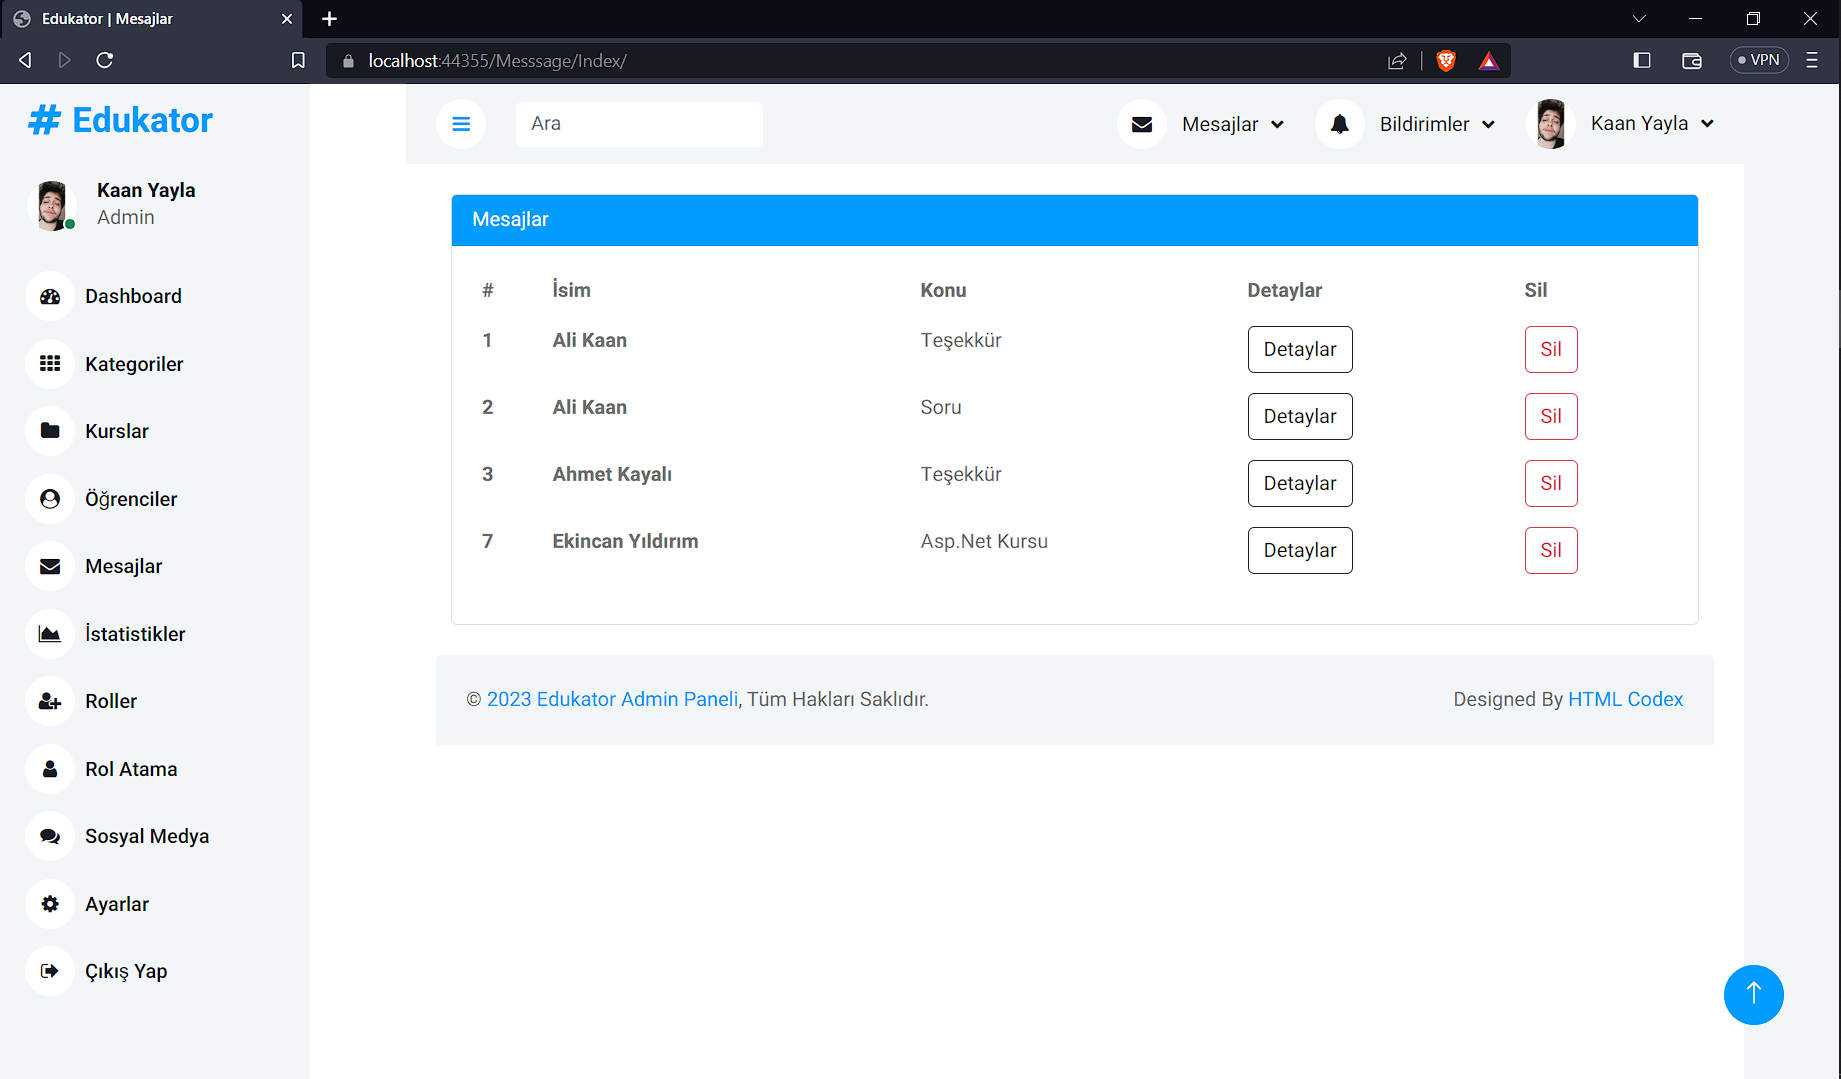 Edukator | Mesajlar
localhost:44355/Messsage/Index/
VPN
# Edukator
Ara
Mesajlar
Bildirimler
Kaan Yayla
Kaan Yayla
Admin
Dashboard
Kategoriler
Kurslar
Öğrenciler
Mesajlar
İstatistikler
Roller
Rol Atama
Sosyal Medya
Ayarlar
Çıkış Yap
Mesajlar
# İsim Konu Detaylar Sil
1 Ali Kaan Teşekkür Detaylar Sil
2 Ali Kaan Soru Detaylar Sil
3 Ahmet Kayalı Teşekkür Detaylar Sil
7 Ekincan Yıldırım Asp.Net Kursu Detaylar Sil
© 2023 Edukator Admin Paneli, Tüm Hakları Saklıdır.
Designed By HTML Codex